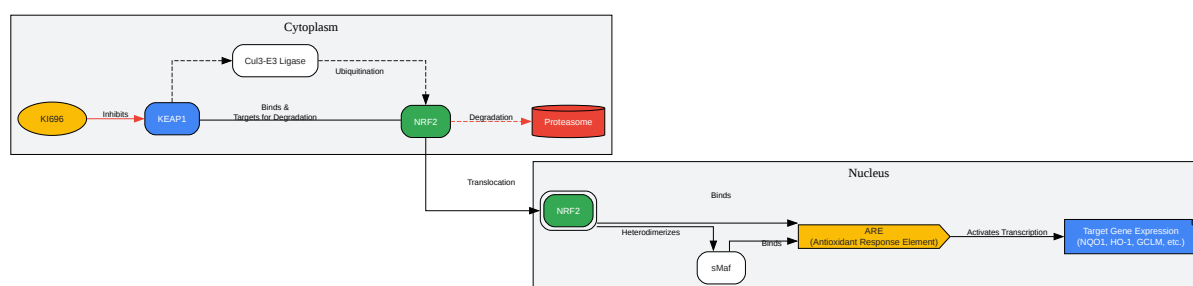 Cytoplasm
Cul3-E3 Ligase
Ubiquitination
KI696
Inhibits
KEAP1
Binds &
Targets for Degradation
NRF2
Degradation
Proteasome
Translocation
Nucleus
NRF2
Binds
Heterodimerizes
sMaf
Binds
ARE
(Antioxidant Response Element)
Activates Transcription
Target Gene Expression
(NQO1, HO-1, GCLM, etc.)